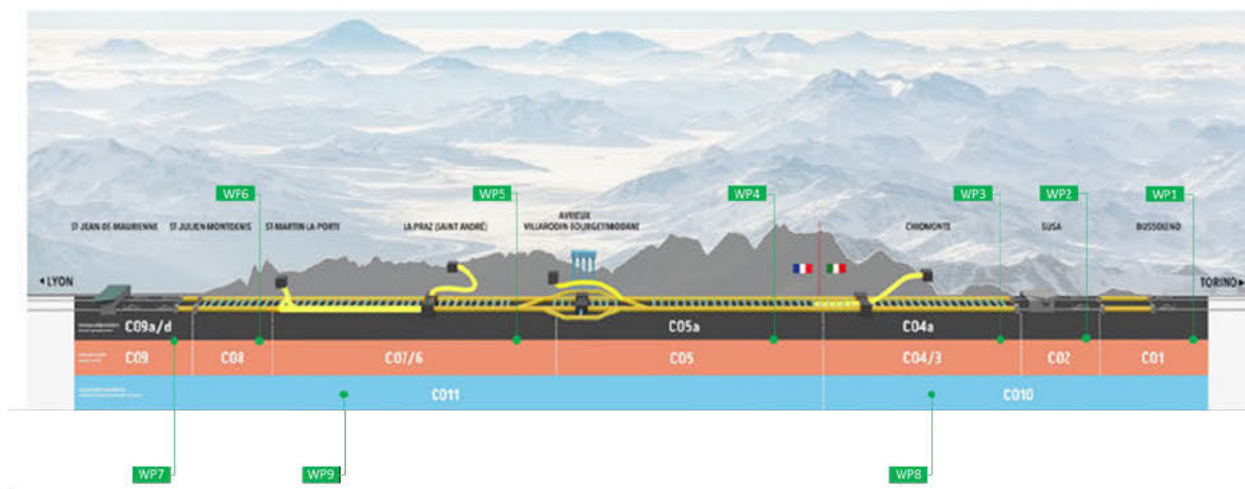 WP6
WP5
WP4
WP3
WP2
WP1
ST-JEAN-DE-MAURIENNE
ST-JULIEN-MONTDENIS
ST-MARTIN-LA-PORTE
LA PRAZ (SAINT ANDRÉ)
AVRIEUX
VILLARODIN-BOURGET/MODANE
CHIOMONTE
SUSA
BUSSOLENO
LYON
TORINO
C09a/d
C05a
C04a
C09
C08
C07/6
C05
C04/3
C02
C01
C011
C010
WP7
WP9
WP8